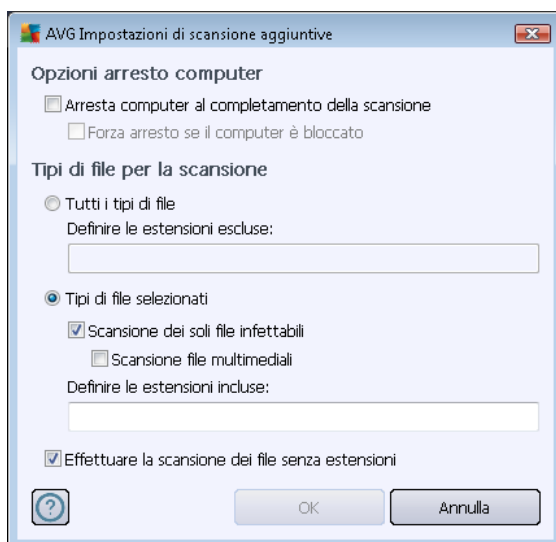 AVG Impostazioni di scansione aggiuntive
Opzioni arresto computer
Arresta computer al completamento della scansione
Forza arresto se il computer è bloccato
Tipi di file per la scansione
Tutti i tipi di file
Definire le estensioni escluse:
Tipi di file selezionati
Scansione dei soli file infettabili
Scansione file multimediali
Definire le estensioni incluse:
Effettuare la scansione dei file senza estensioni
? OK Annulla